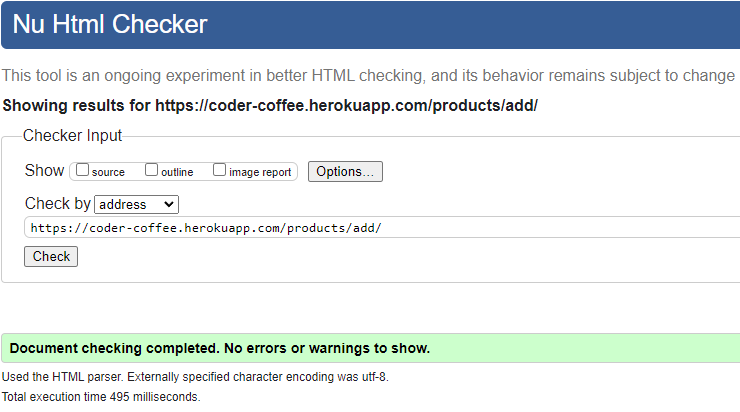 Nu Html Checker
This tool is an ongoing experiment in better HTML checking, and its behavior remains subject to change
Showing results for https://coder-coffee.herokuapp.com/products/add/
Checker Input
Show source outline image report Options...
Check by address
https://coder-coffee.herokuapp.com/products/add/
Check
Document checking completed. No errors or warnings to show.
Used the HTML parser. Externally specified character encoding was utf-8.
Total execution time 495 milliseconds.